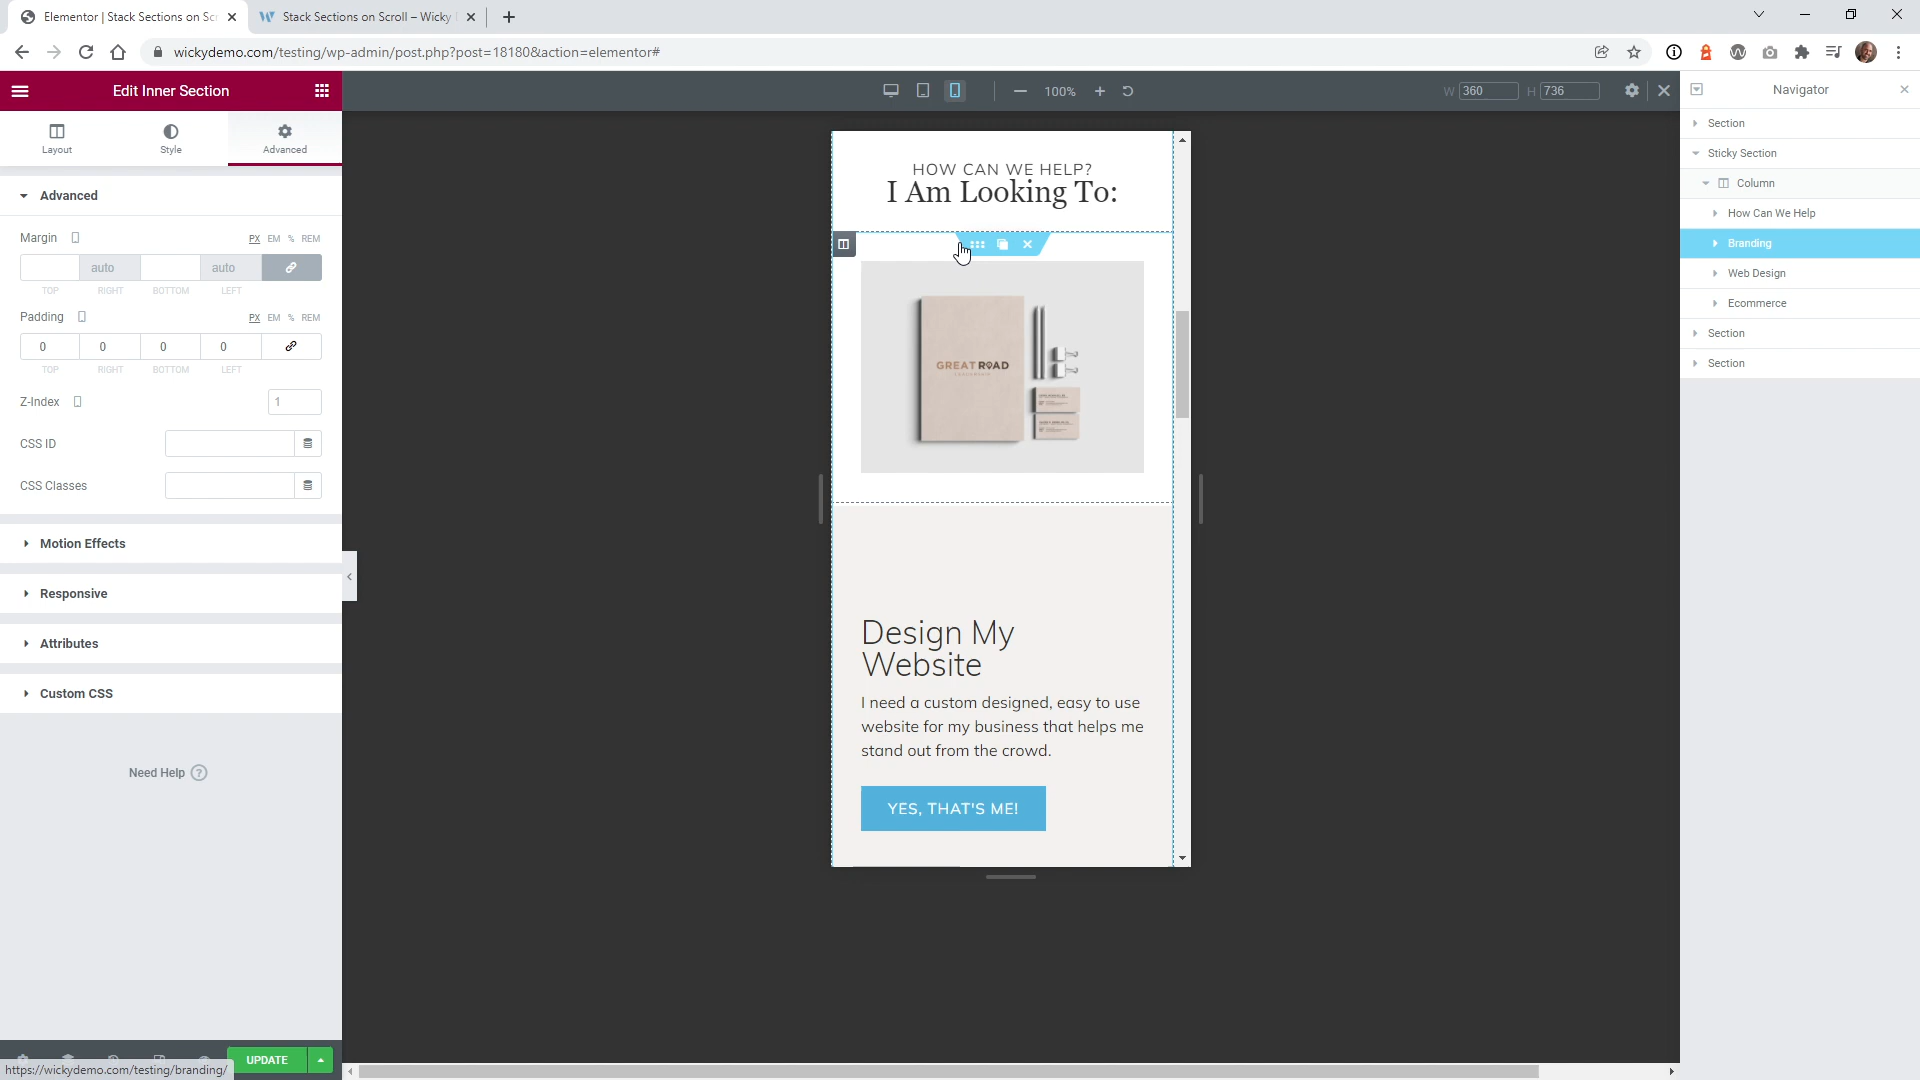 Elementor | Stack Sections on Scr
Stack Sections on Scroll – Wicky
wickydemo.com/testing/wp-admin/post.php?post=18180&action=elementor#
Edit Inner Section
100%
W 360 H 736
Navigator
Layout
Style
Advanced
Advanced
Margin
PX EM % REM
auto
auto
TOP RIGHT BOTTOM LEFT
Padding
PX EM % REM
0 0 0 0
TOP RIGHT BOTTOM LEFT
Z-Index
1
CSS ID
CSS Classes
Motion Effects
Responsive
Attributes
Custom CSS
Need Help ?
UPDATE
https://wickydemo.com/testing/branding/
HOW CAN WE HELP?
I Am Looking To:
GREAT ROAD
Design My
Website
I need a custom designed, easy to use
website for my business that helps me
stand out from the crowd.
YES, THAT'S ME!
Section
Sticky Section
Column
How Can We Help
Branding
Web Design
Ecommerce
Section
Section